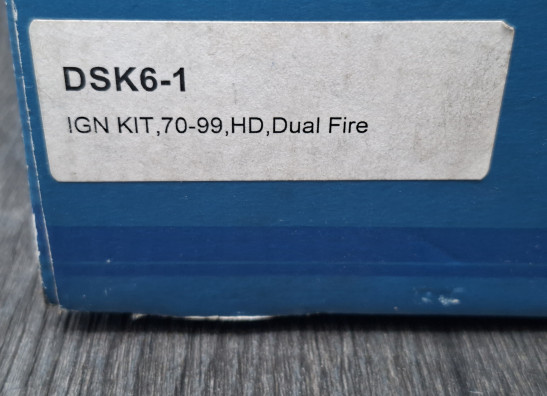 DSK6-1
IGN KIT,70-99,HD,Dual Fire